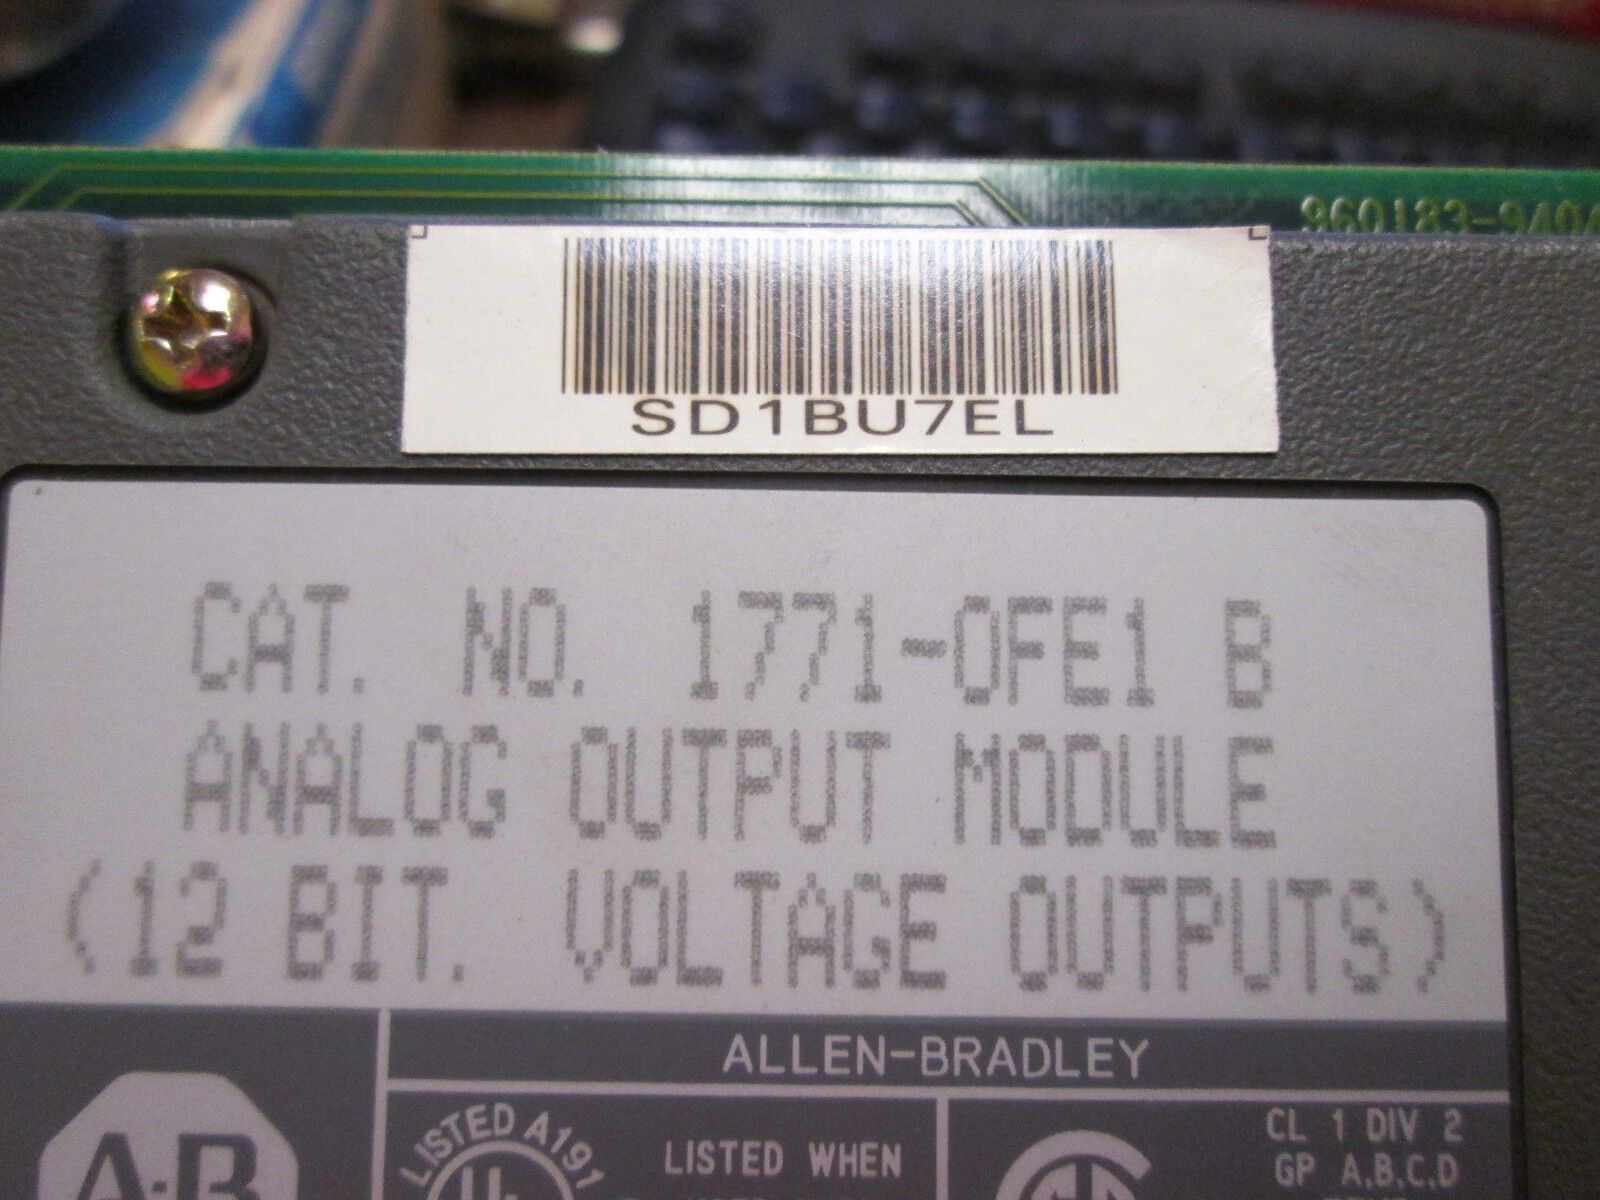 960183-940
SD1BU7EL
CAT. NO. 1771-OFE1 B
ANALOG OUTPUT MODULE
(12 BIT. VOLTAGE OUTPUTS)
ALLEN-BRADLEY
A-B
LISTED A191
UL
LISTED WHEN
CL 1 DIV 2
GP A,B,C,D